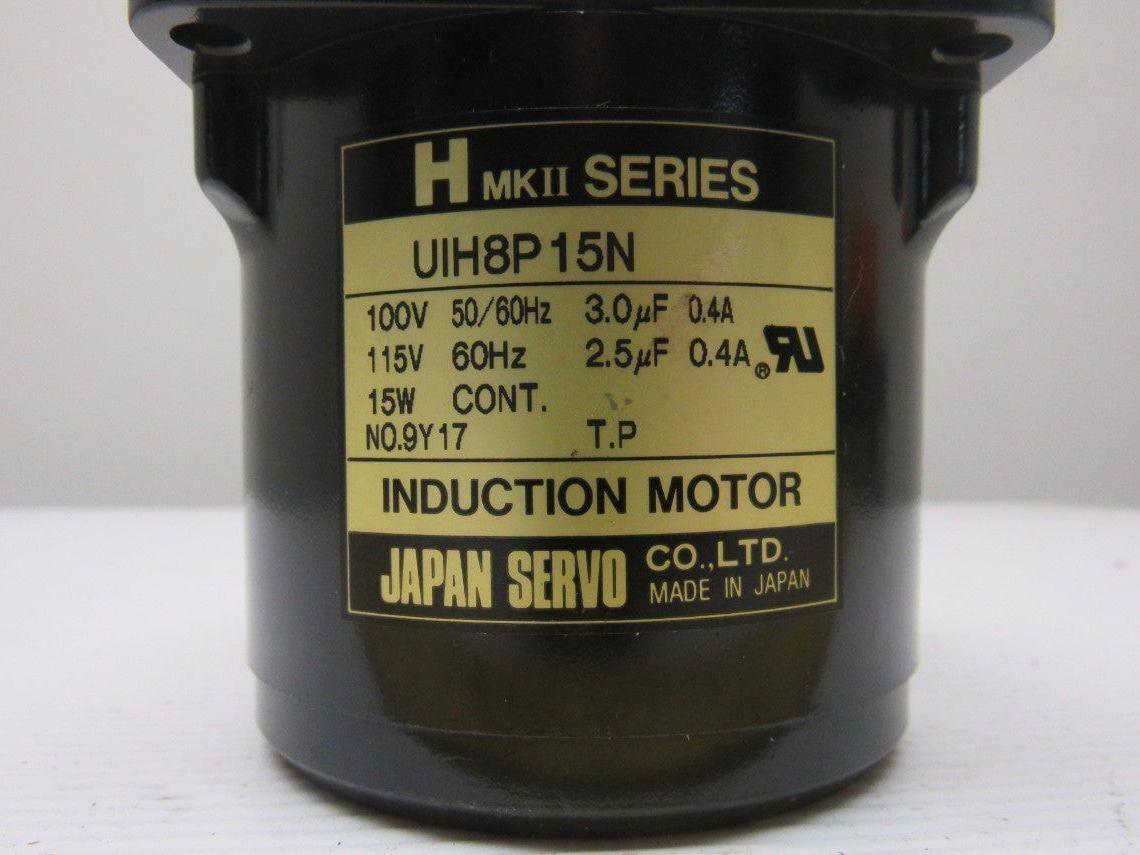 H MKII SERIES
UIH8P15N
100V 50/60Hz 3.0µF 0.4A
115V 60Hz 2.5µF 0.4A ® RU
15W CONT.
NO.9Y17 T.P
INDUCTION MOTOR
JAPAN SERVO CO.,LTD.
MADE IN JAPAN